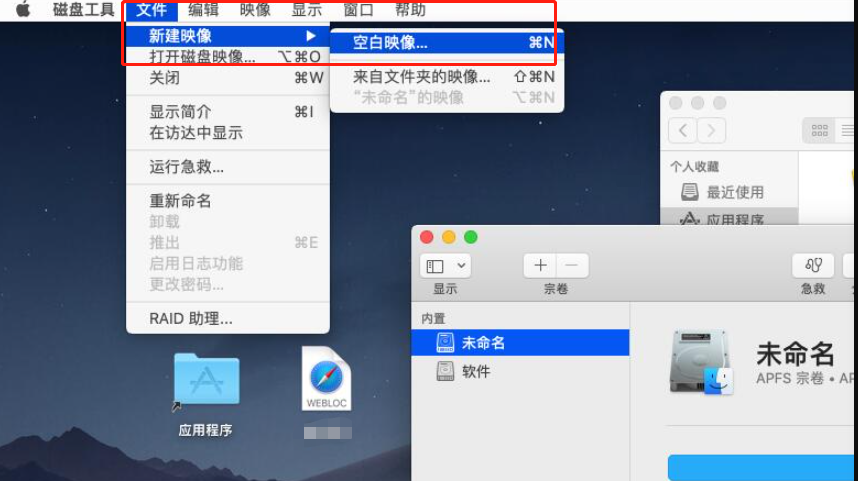 磁盘工具 文件 编辑 映像 显示 窗口 帮助
新建映像
打开磁盘映像... ⌥⌘O
关闭 ⌘W
显示简介 ⌘I
在访达中显示
运行急救...
重新命名
卸载
推出 ⌘E
启用日志功能
更改密码...
RAID 助理...
空白映像... ⌘N
来自文件夹的映像... ⇧⌘N
“未命名”的映像 ⌥⌘N
个人收藏
最近使用
应用程序
显示 宗卷 急救
内置
未命名
软件
未命名
APFS 宗卷 • AP
应用程序
WEBLOC